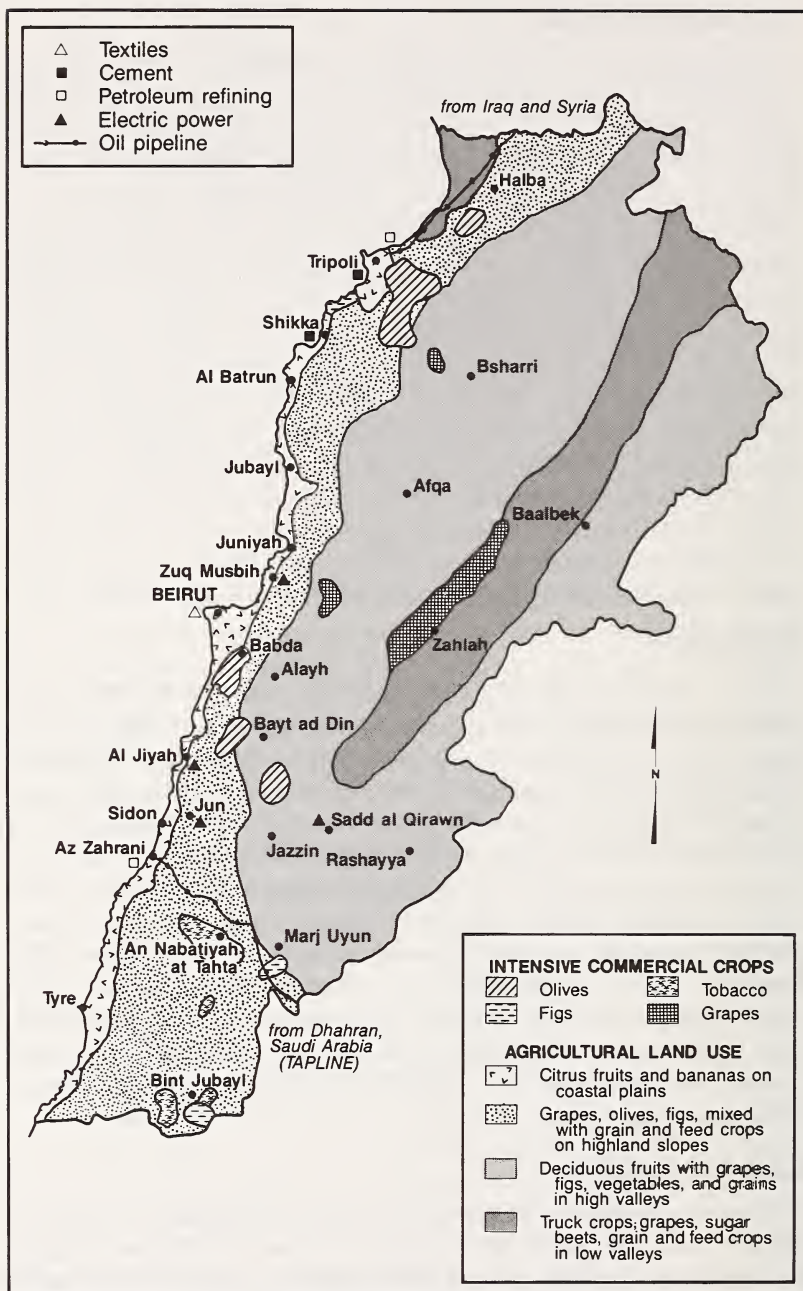 Textiles
Cement
Petroleum refining
Electric power
Oil pipeline
from Iraq and Syria
Halba
Tripoli
Shikka
Bsharri
Al Batrun
Jubayl
Afqa
Baalbek
Juniyah
Zuq Musbih
BEIRUT
Zahlah
Babda
Alayh
Bayt ad Din
Al Jiyah
N
Jun
Sidon
Sadd al Qirawn
Az Zahrani
Jazzin
Rashayya
An Nabatiyah
at Tahta
Marj Uyun
Tyre
from Dhahran,
Saudi Arabia
(TAPLINE)
Bint Jubayl
INTENSIVE COMMERCIAL CROPS
Olives
Tobacco
Figs
Grapes
AGRICULTURAL LAND USE
Citrus fruits and bananas on
coastal plains
Grapes, olives, figs, mixed
with grain and feed crops
on highland slopes
Deciduous fruits with grapes,
figs, vegetables, and grains
in high valleys
Truck crops, grapes, sugar
beets, grain and feed crops
in low valleys